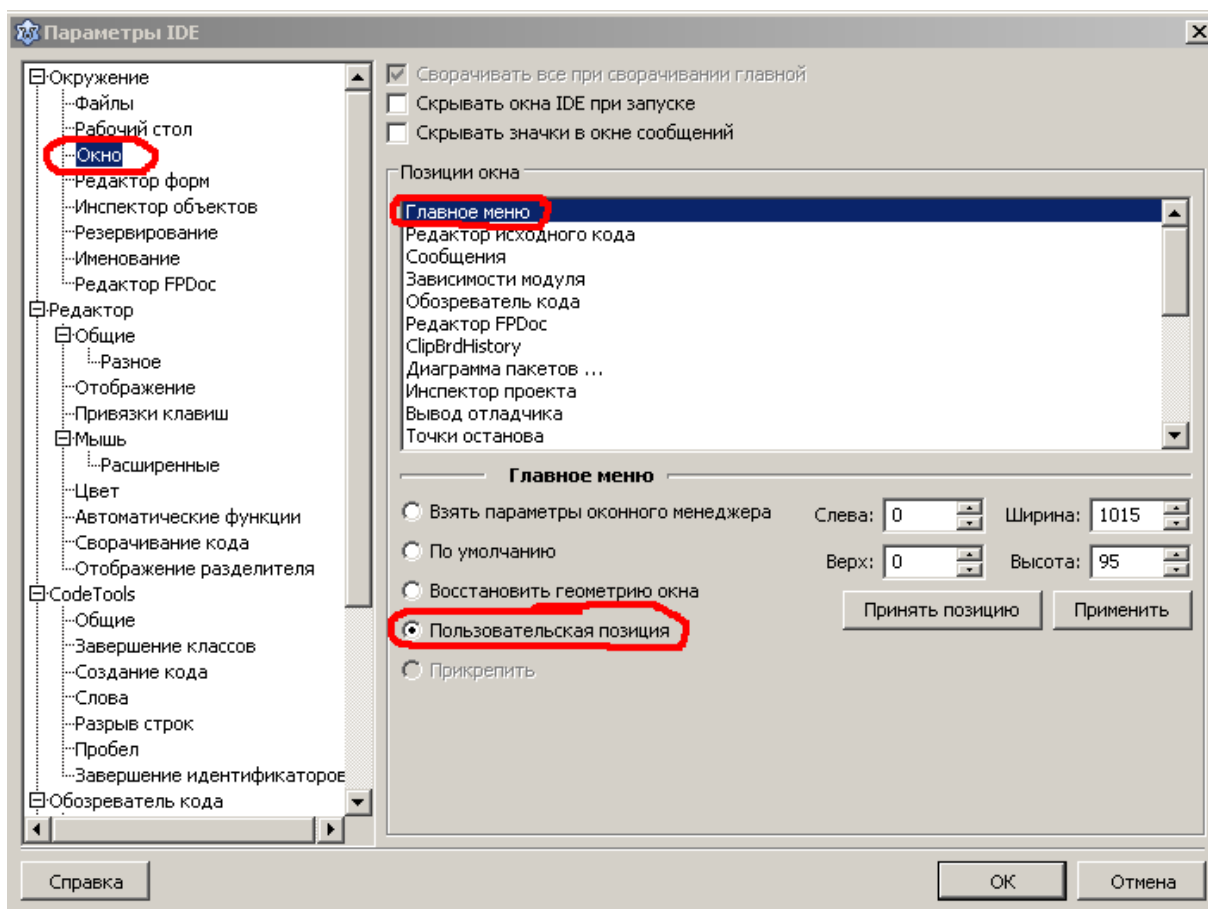 Параметры IDE
Окружение
Файлы
Рабочий стол
Окно
Редактор форм
Инспектор объектов
Резервирование
Именование
Редактор FPDoc
Редактор
Общие
Разное
Отображение
Привязки клавиш
Мышь
Расширенные
Цвет
Автоматические функции
Сворачивание кода
Отображение разделителя
CodeTools
Общие
Завершение классов
Создание кода
Слова
Разрыв строк
Пробел
Завершение идентификаторов
Обозреватель кода
Сворачивать все при сворачивании главной
Скрывать окна IDE при запуске
Скрывать значки в окне сообщений
Позиции окна
Главное меню
Редактор исходного кода
Сообщения
Зависимости модуля
Обозреватель кода
Редактор FPDoc
ClipBrdHistory
Диаграмма пакетов ...
Инспектор проекта
Вывод отладчика
Точки останова
Главное меню
Взять параметры оконного менеджера
По умолчанию
Восстановить геометрию окна
Пользовательская позиция
Прикрепить
Слева: 0 Ширина: 1015
Верх: 0 Высота: 95
Принять позицию Применить
Справка ОК Отмена